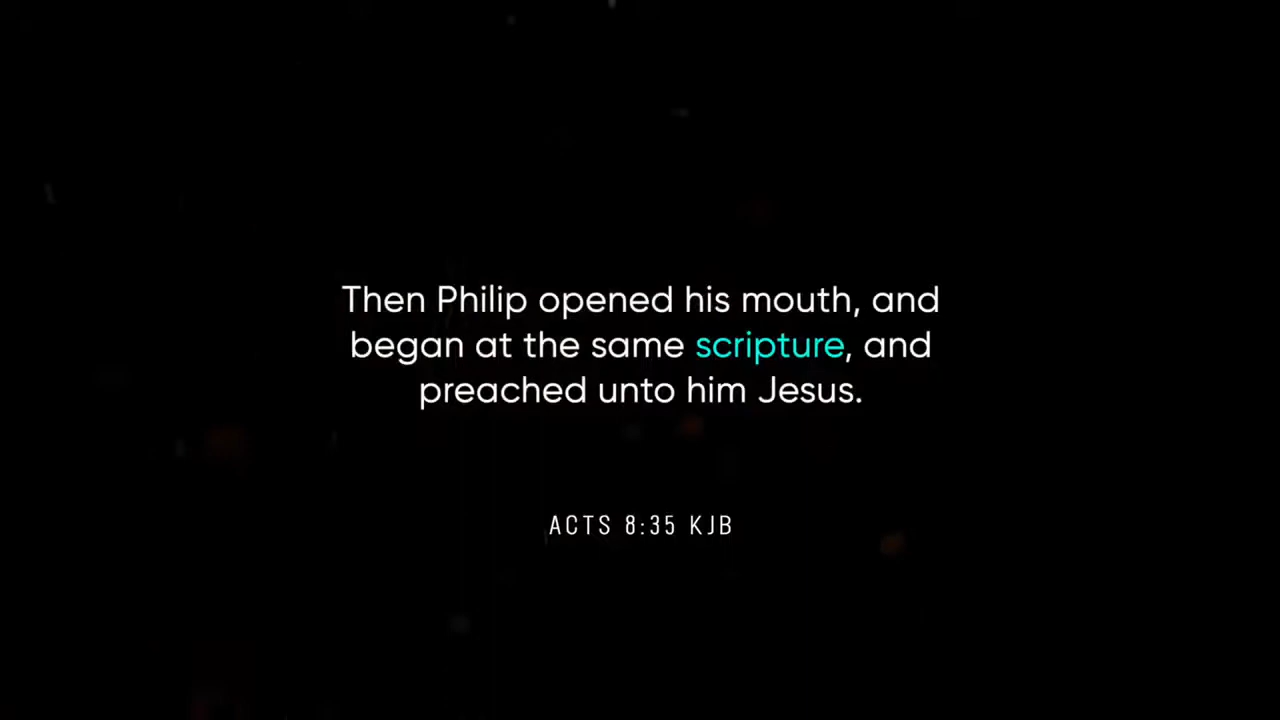 Then Philip opened his mouth, and
began at the same scripture, and
preached unto him Jesus.
ACTS 8:35 KJB